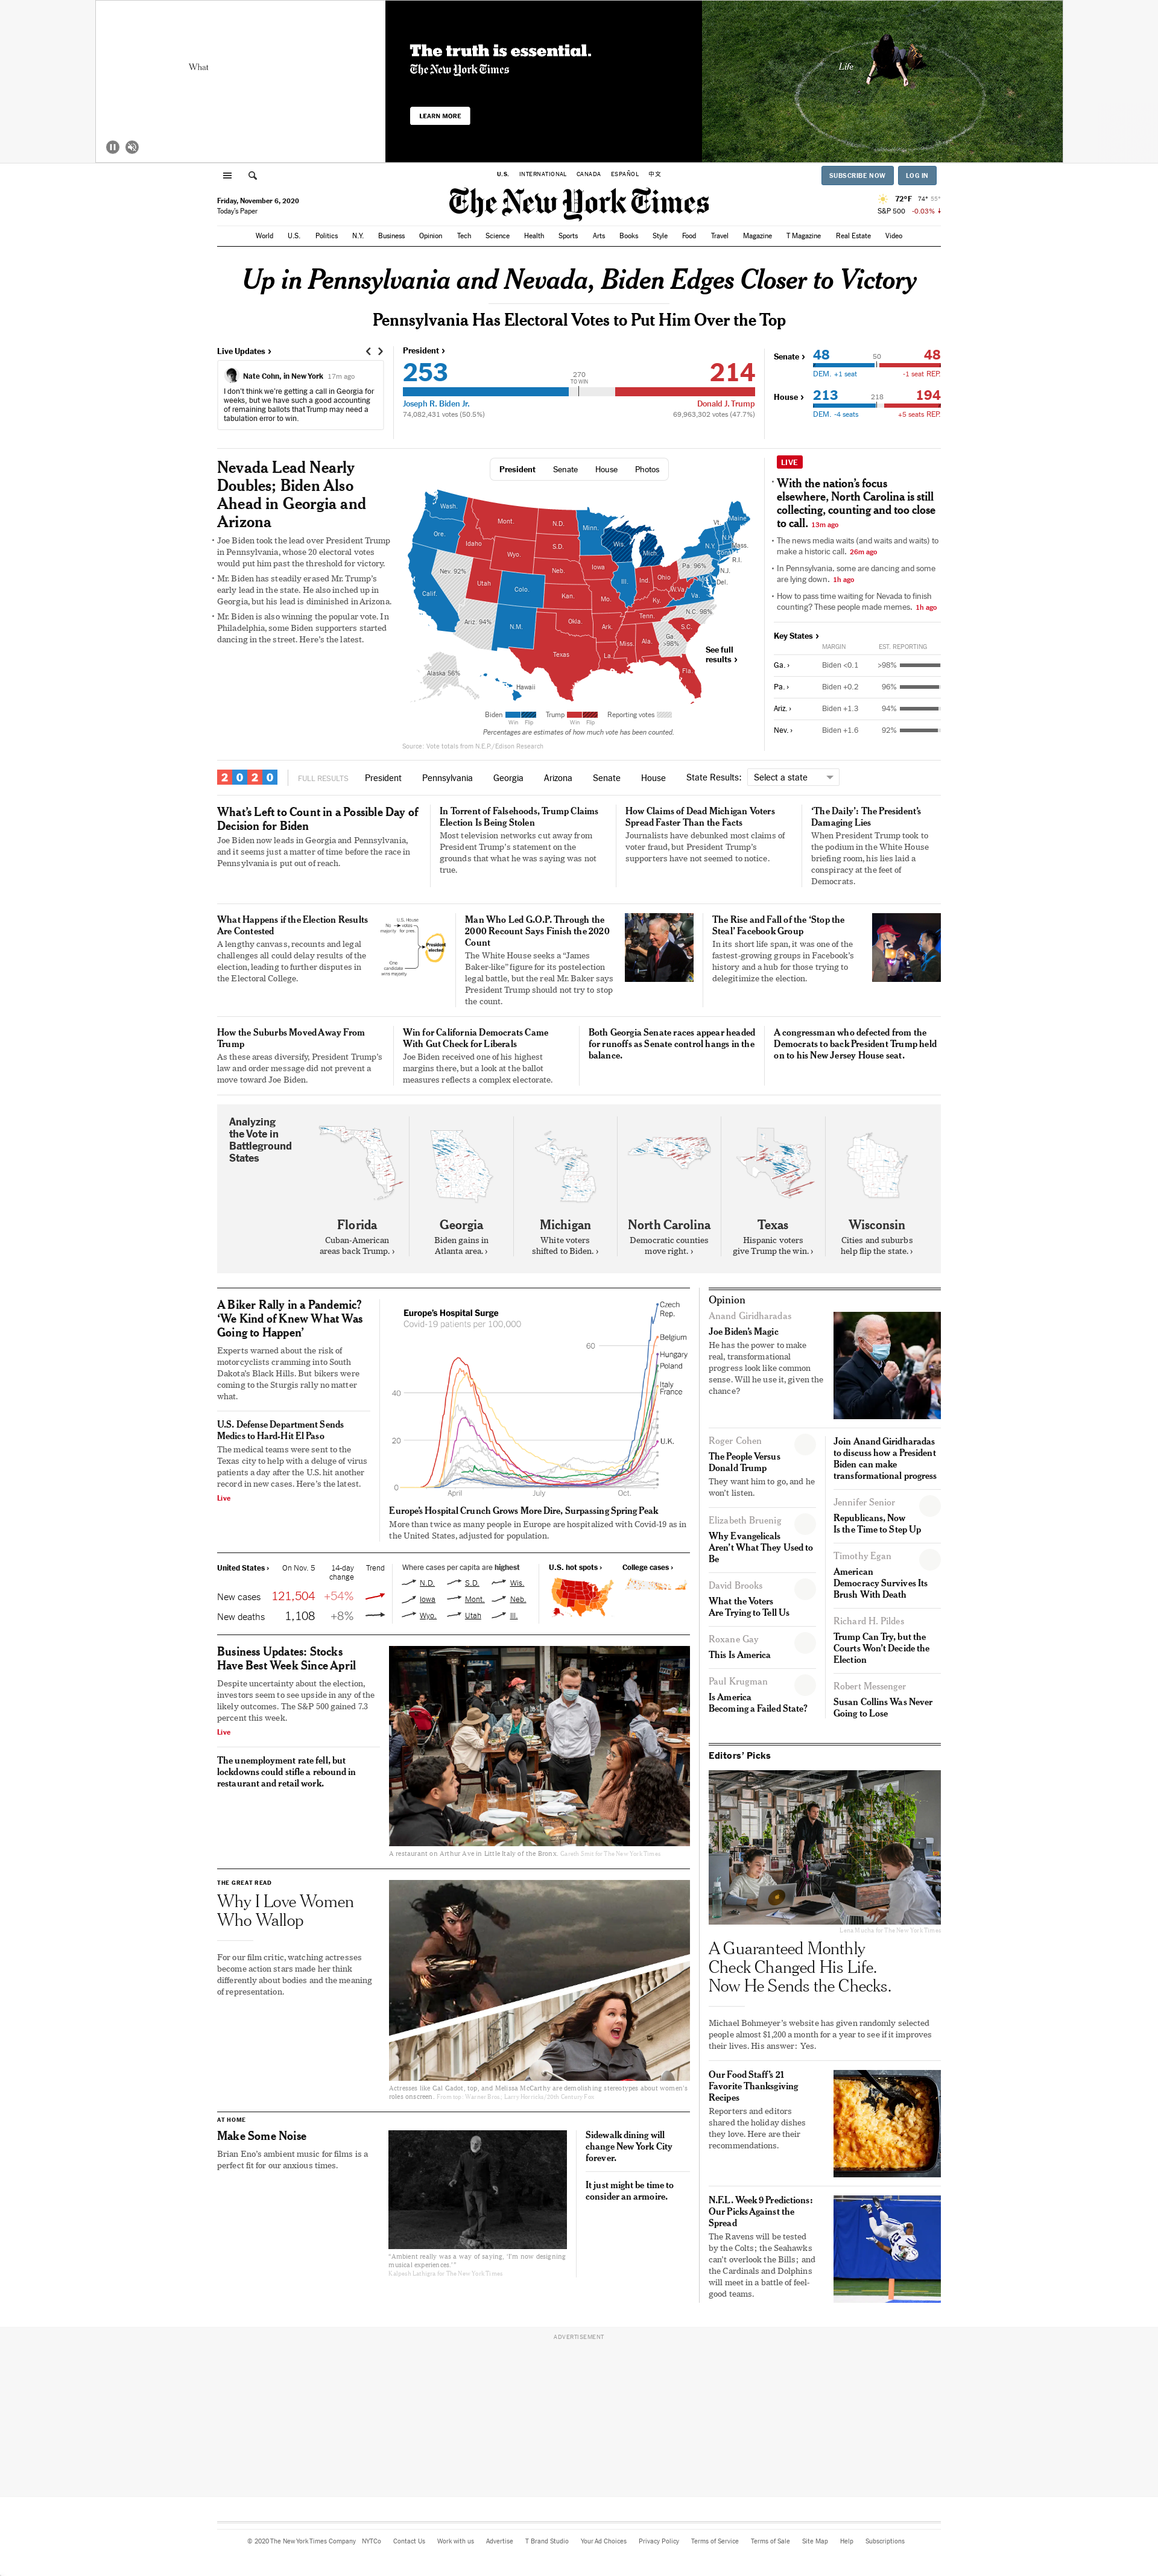 What
The truth is essential.
The New York Times
LEARN MORE
Life
U.S. INTERNATIONAL CANADA ESPAÑOL 中文
SUBSCRIBE NOW LOG IN
Friday, November 6, 2020
Today's Paper
The New York Times
72°F 74° 55°
S&P 500 -0.03% ↓
World U.S. Politics N.Y. Business Opinion Tech Science Health Sports Arts Books Style Food Travel Magazine T Magazine Real Estate Video
Up in Pennsylvania and Nevada, Biden Edges Closer to Victory
Pennsylvania Has Electoral Votes to Put Him Over the Top
Live Updates ›
Nate Cohn, in New York 17m ago
I don't think we're getting a call in Georgia for
weeks, but we have such a good accounting
of remaining ballots that Trump may need a
tabulation error to win.
President ›
253
270
TO WIN
214
Joseph R. Biden Jr.
Donald J. Trump
74,082,431 votes (50.5%)
69,963,302 votes (47.7%)
Senate › 48 50 48
DEM. +1 seat -1 seat REP.
House › 213 218 194
DEM. -4 seats +5 seats REP.
Nevada Lead Nearly
Doubles; Biden Also
Ahead in Georgia and
Arizona
• Joe Biden took the lead over President Trump
in Pennsylvania, whose 20 electoral votes
would put him past the threshold for victory.
• Mr. Biden has steadily erased Mr. Trump's
early lead in the state. He also inched up in
Georgia, but his lead is diminished in Arizona.
• Mr. Biden is also winning the popular vote. In
Philadelphia, some Biden supporters started
dancing in the street. Here's the latest.
President Senate House Photos
Wash.
Mont.
N.D.
Minn.
Vt.
Maine
Ore.
Idaho
S.D.
Wis.
Mich.
N.Y.
N.H.
Mass.
Wyo.
R.I.
Nev. 92%
Neb.
Iowa
Pa. 96%
N.J.
Utah
Colo.
Ill.
Ind.
Ohio
Del.
Calif.
Kan.
Mo.
Ky.
W.Va.
Va.
Ariz. 94%
N.M.
Okla.
Ark.
Tenn.
N.C. 98%
S.C.
Miss.
Ala.
Ga.
>98%
Texas
La.
Fla.
Alaska 56%
Hawaii
See full
results ›
Biden Trump Reporting votes
Win Flip Win Flip
Percentages are estimates of how much vote has been counted.
Source: Vote totals from N.E.P./Edison Research
LIVE
• With the nation's focus
elsewhere, North Carolina is still
collecting, counting and too close
to call. 13m ago
• The news media waits (and waits and waits) to
make a historic call. 26m ago
• In Pennsylvania, some are dancing and some
are lying down. 1h ago
• How to pass time waiting for Nevada to finish
counting? These people made memes. 1h ago
Key States ›
MARGIN EST. REPORTING
Ga. › Biden <0.1 >98%
Pa. › Biden +0.2 96%
Ariz. › Biden +1.3 94%
Nev. › Biden +1.6 92%
2020 FULL RESULTS President Pennsylvania Georgia Arizona Senate House State Results: Select a state
What's Left to Count in a Possible Day of
Decision for Biden
Joe Biden now leads in Georgia and Pennsylvania,
and it seems just a matter of time before the race in
Pennsylvania is put out of reach.
In Torrent of Falsehoods, Trump Claims
Election Is Being Stolen
Most television networks cut away from
President Trump's statement on the
grounds that what he was saying was not
true.
How Claims of Dead Michigan Voters
Spread Faster Than the Facts
Journalists have debunked most claims of
voter fraud, but President Trump's
supporters have not seemed to notice.
'The Daily': The President's
Damaging Lies
When President Trump took to
the podium in the White House
briefing room, his lies laid a
conspiracy at the feet of
Democrats.
What Happens if the Election Results
Are Contested
A lengthy canvass, recounts and legal
challenges all could delay results of the
election, leading to further disputes in
the Electoral College.
U.S. House
No votes
majority for pres.
President
elected
One
candidate
wins majority
Man Who Led G.O.P. Through the
2000 Recount Says Finish the 2020
Count
The White House seeks a "James
Baker-like" figure for its postelection
legal battle, but the real Mr. Baker says
President Trump should not try to stop
the count.
The Rise and Fall of the 'Stop the
Steal' Facebook Group
In its short life span, it was one of the
fastest-growing groups in Facebook's
history and a hub for those trying to
delegitimize the election.
How the Suburbs Moved Away From
Trump
As these areas diversify, President Trump's
law and order message did not prevent a
move toward Joe Biden.
Win for California Democrats Came
With Gut Check for Liberals
Joe Biden received one of his highest
margins there, but a look at the ballot
measures reflects a complex electorate.
Both Georgia Senate races appear headed
for runoffs as Senate control hangs in the
balance.
A congressman who defected from the
Democrats to back President Trump held
on to his New Jersey House seat.
Analyzing
the Vote in
Battleground
States
Florida
Cuban-American
areas back Trump. ›
Georgia
Biden gains in
Atlanta area. ›
Michigan
White voters
shifted to Biden. ›
North Carolina
Democratic counties
move right. ›
Texas
Hispanic voters
give Trump the win. ›
Wisconsin
Cities and suburbs
help flip the state. ›
A Biker Rally in a Pandemic?
'We Kind of Knew What Was
Going to Happen'
Experts warned about the risk of
motorcyclists cramming into South
Dakota's Black Hills. But bikers were
coming to the Sturgis rally no matter
what.
U.S. Defense Department Sends
Medics to Hard-Hit El Paso
The medical teams were sent to the
Texas city to help with a deluge of virus
patients a day after the U.S. hit another
record in new cases. Here's the latest.
Live
Europe's Hospital Surge
Covid-19 patients per 100,000
Czech
Rep.
60
Belgium
Hungary
Poland
Italy
France
40
20
U.K.
0
April July Oct.
Europe's Hospital Crunch Grows More Dire, Surpassing Spring Peak
More than twice as many people in Europe are hospitalized with Covid-19 as in
the United States, adjusted for population.
United States › On Nov. 5 14-day
change Trend
New cases 121,504 +54%
New deaths 1,108 +8%
Where cases per capita are highest
N.D. S.D. Wis.
Iowa Mont. Neb.
Wyo. Utah Ill.
U.S. hot spots › College cases ›
Business Updates: Stocks
Have Best Week Since April
Despite uncertainty about the election,
investors seem to see upside in any of the
likely outcomes. The S&P 500 gained 7.3
percent this week.
Live
The unemployment rate fell, but
lockdowns could stifle a rebound in
restaurant and retail work.
A restaurant on Arthur Ave in Little Italy of the Bronx. Gareth Smit for The New York Times
THE GREAT READ
Why I Love Women
Who Wallop
For our film critic, watching actresses
become action stars made her think
differently about bodies and the meaning
of representation.
Actresses like Gal Gadot, top, and Melissa McCarthy are demolishing stereotypes about women's
roles onscreen. From top: Warner Bros.; Larry Horricks/20th Century Fox
AT HOME
Make Some Noise
Brian Eno's ambient music for films is a
perfect fit for our anxious times.
"Ambient really was a way of saying, 'I'm now designing
musical experiences.'"
Kalpesh Lathigra for The New York Times
Sidewalk dining will
change New York City
forever.
It just might be time to
consider an armoire.
Opinion
Anand Giridharadas
Joe Biden's Magic
He has the power to make
real, transformational
progress look like common
sense. Will he use it, given the
chance?
Roger Cohen
The People Versus
Donald Trump
They want him to go, and he
won't listen.
Elizabeth Bruenig
Why Evangelicals
Aren't What They Used to
Be
David Brooks
What the Voters
Are Trying to Tell Us
Roxane Gay
This Is America
Paul Krugman
Is America
Becoming a Failed State?
Join Anand Giridharadas
to discuss how a President
Biden can make
transformational progress
Jennifer Senior
Republicans, Now
Is the Time to Step Up
Timothy Egan
American
Democracy Survives Its
Brush With Death
Richard H. Pildes
Trump Can Try, but the
Courts Won't Decide the
Election
Robert Messenger
Susan Collins Was Never
Going to Lose
Editors' Picks
Lena Mucha for The New York Times
A Guaranteed Monthly
Check Changed His Life.
Now He Sends the Checks.
Michael Bohmeyer's website has given randomly selected
people almost $1,200 a month for a year to see if it improves
their lives. His answer: Yes.
Our Food Staff's 21
Favorite Thanksgiving
Recipes
Reporters and editors
shared the holiday dishes
they love. Here are their
recommendations.
N.F.L. Week 9 Predictions:
Our Picks Against the
Spread
The Ravens will be tested
by the Colts; the Seahawks
can't overlook the Bills; and
the Cardinals and Dolphins
will meet in a battle of feel-
good teams.
ADVERTISEMENT
© 2020 The New York Times Company NYTCo Contact Us Work with us Advertise T Brand Studio Your Ad Choices Privacy Policy Terms of Service Terms of Sale Site Map Help Subscriptions